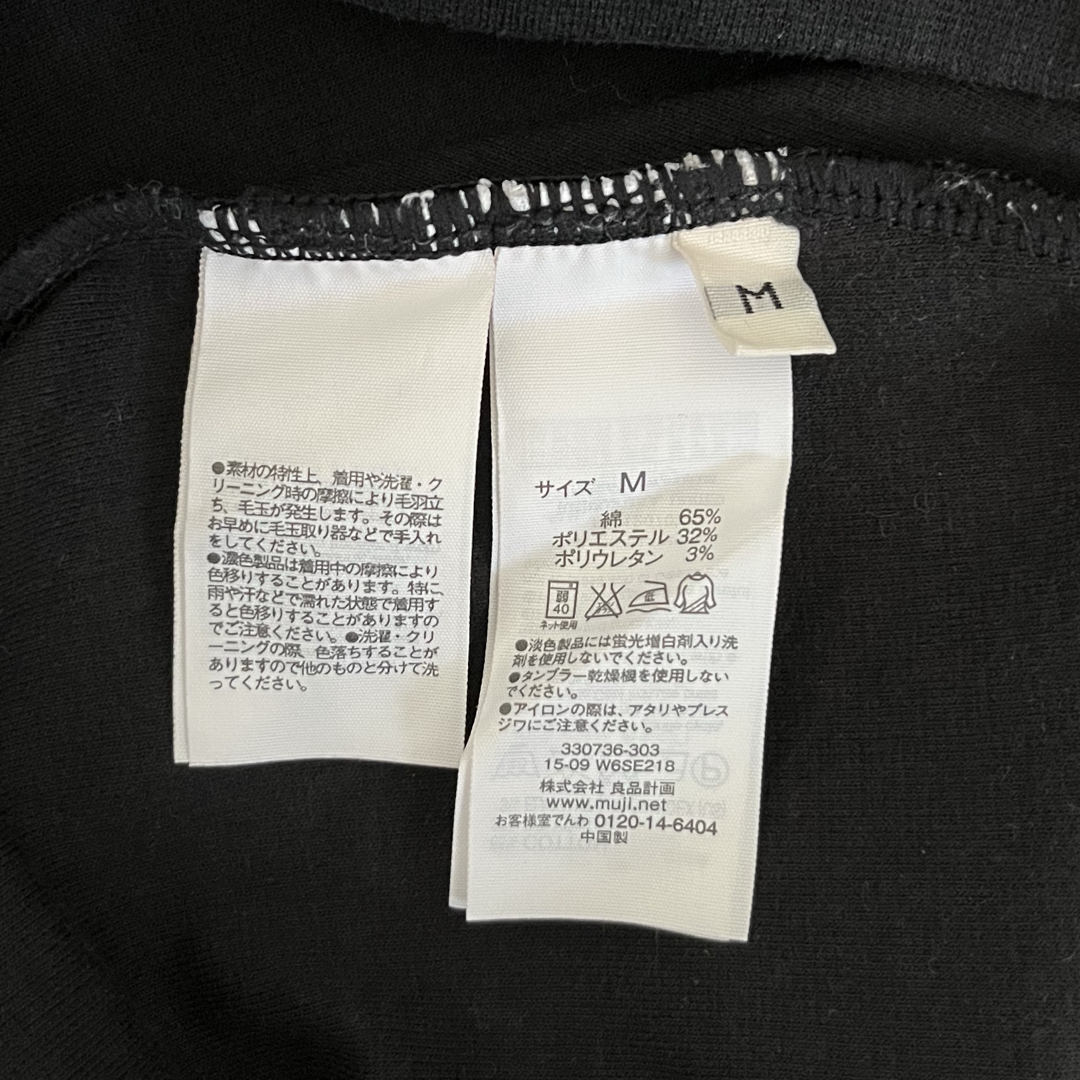 M
●素材の特性上、着用や洗濯・ク
リーニング時の摩擦により毛羽立
ち、毛玉が発生します。その際は
お早めに毛玉取り器などで手入れ
をしてください。
●濃色製品は着用中の摩擦により
色移りすることがあります。特に、
雨や汗などで濡れた状態で着用す
ると色移りすることがありますの
でご注意ください。●洗濯・クリ
ーニングの際、色落ちすることが
ありますので他のものと分けて洗
ってください。
サイズ M
綿 65%
ポリエステル 32%
ポリウレタン 3%
弱
40
ネット使用
●淡色製品には蛍光増白剤入り洗
剤を使用しないでください。
●タンブラー乾燥機を使用しない
でください。
●アイロンの際は、アタリやプレス
ジワにご注意ください。
330736-303
15-09 W6SE218
株式会社 良品計画
www.muji.net
お客様室でんわ 0120-14-6404
中国製